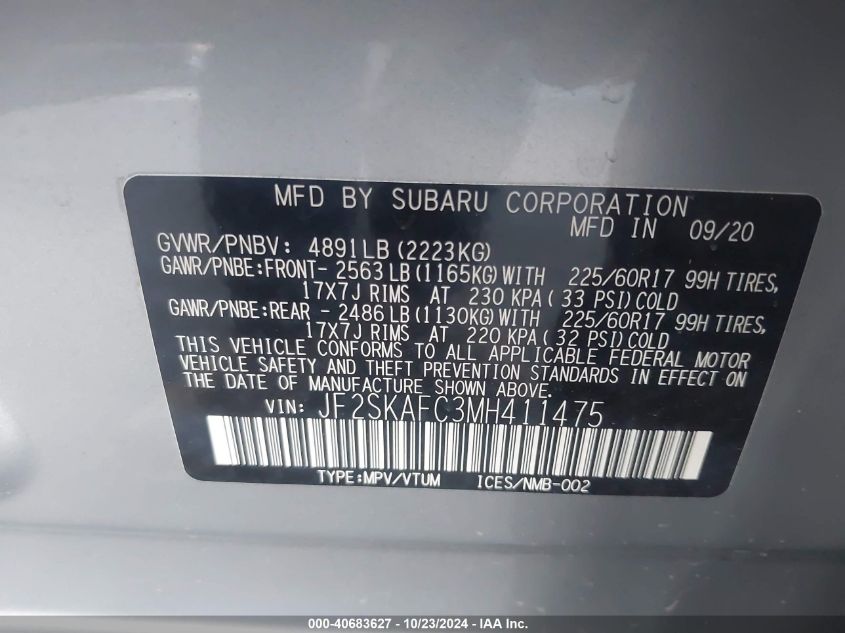 MFD BY SUBARU CORPORATION
MFD IN 09/20
GVWR/PNBV: 4891LB (2223KG)
GAWR/PNBE:FRONT- 2563 LB (1165KG) WITH 225/60R17 99H TIRES,
17X7J RIMS AT 230 KPA ( 33 PSI) COLD
GAWR/PNBE:REAR - 2486 LB (1130KG) WITH 225/60R17 99H TIRES,
17X7J RIMS AT 220 KPA ( 32 PSI) COLD
THIS VEHICLE CONFORMS TO ALL APPLICABLE FEDERAL MOTOR
VEHICLE SAFETY AND THEFT PREVENTION STANDARDS IN EFFECT ON
THE DATE OF MANUFACTURE SHOWN ABOVE.
VIN: JF2SKAFC3MH411475
TYPE:MPV/VTUM ICES/NMB-002
000-40683627 - 10/23/2024 - IAA Inc.